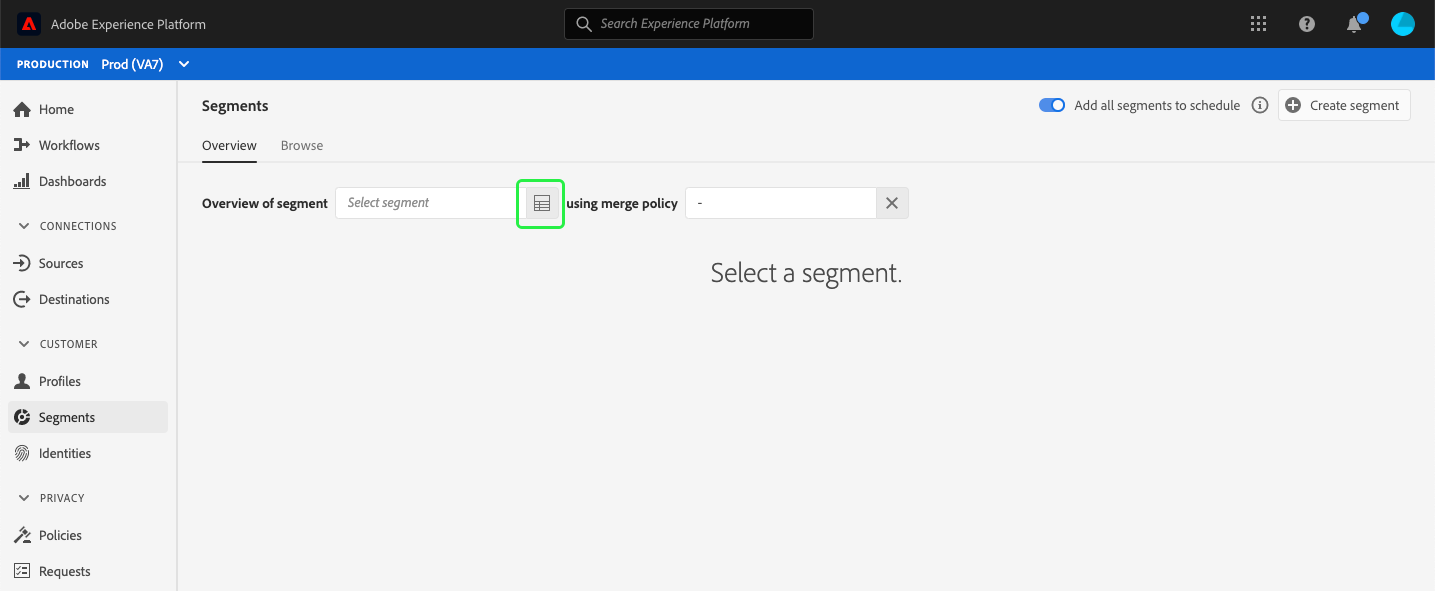 Adobe Experience Platform
Search Experience Platform
PRODUCTION Prod (VA7)
Home
Workflows
Dashboards
CONNECTIONS
Sources
Destinations
CUSTOMER
Profiles
Segments
Identities
PRIVACY
Policies
Requests
Segments
Add all segments to schedule
Create segment
Overview Browse
Overview of segment Select segment using merge policy -
Select a segment.